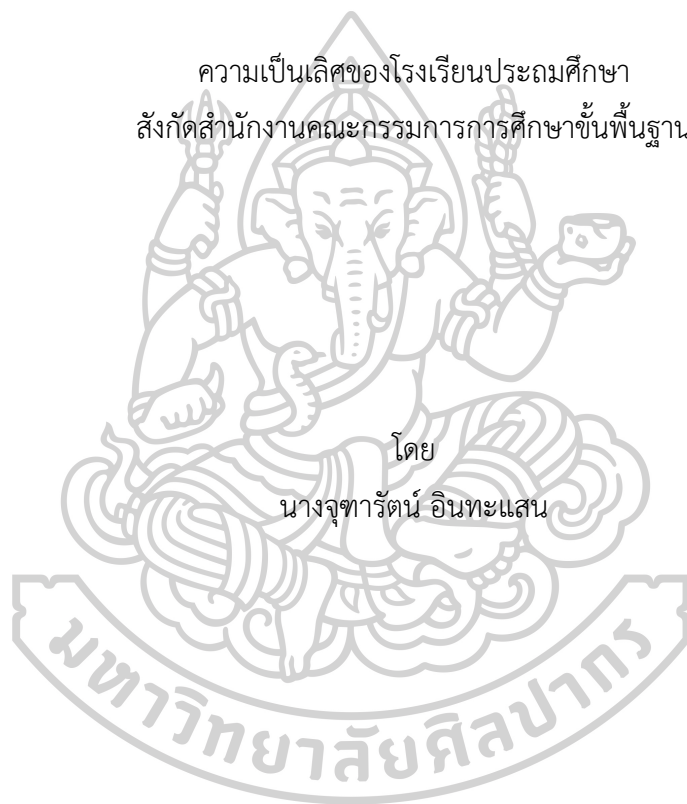 ความเป็นเลิศของโรงเรียนประถมศึกษา
สังกัดสำนักงานคณะกรรมการการศึกษาขั้นพื้นฐาน
โดย
นางจุฑารัตน์ อินทะแสน
มหาวิทยาลัยศิลปากร